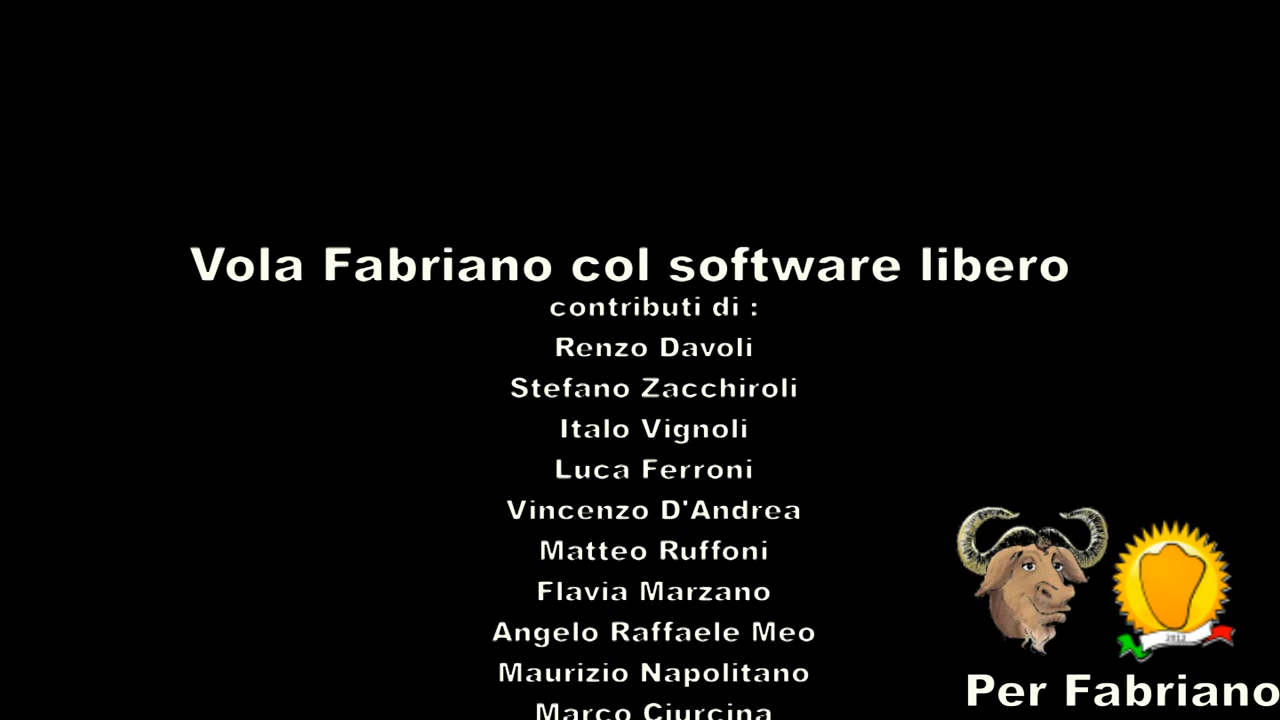 Vola Fabriano col software libero
contributi di :
Renzo Davoli
Stefano Zacchiroli
Italo Vignoli
Luca Ferroni
Vincenzo D'Andrea
Matteo Ruffoni
Flavia Marzano
Angelo Raffaele Meo
Maurizio Napolitano
Marco Ciurcina
Per Fabriano